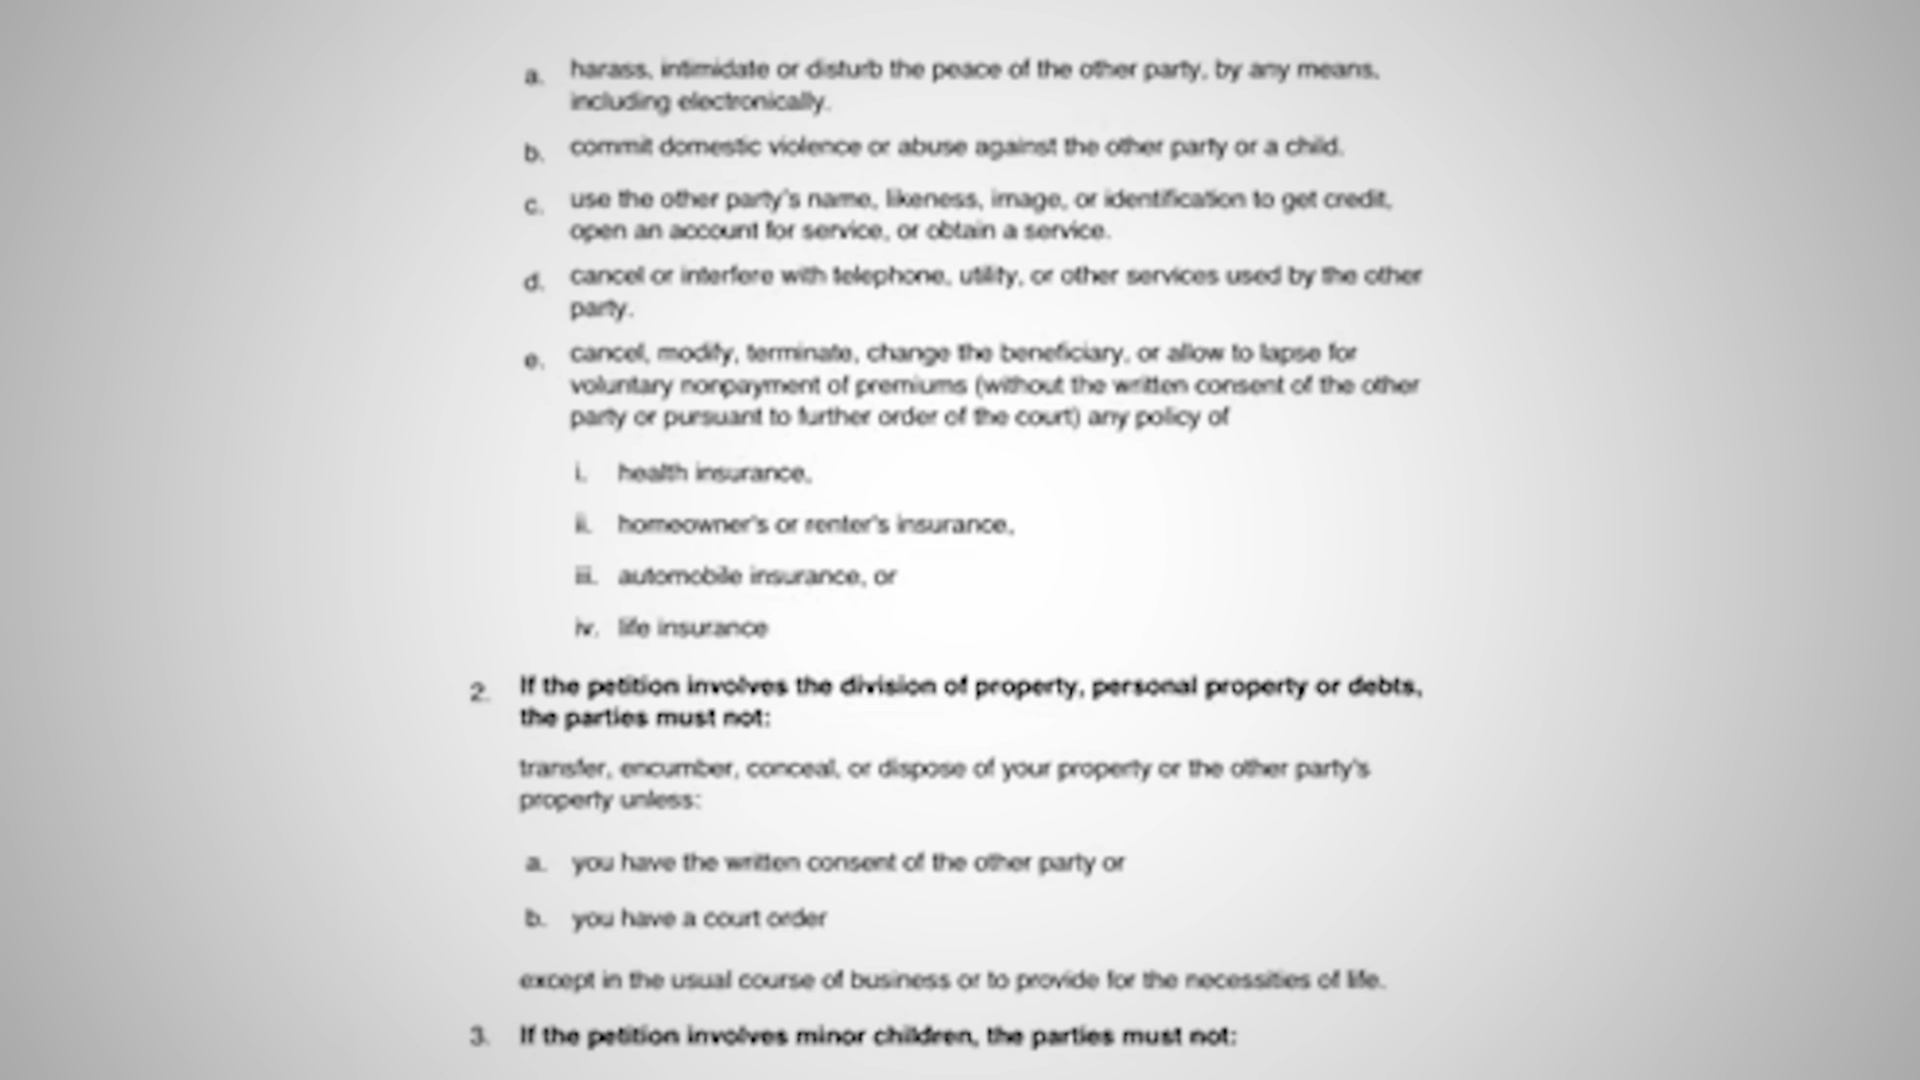 a. harass, intimidate or disturb the peace of the other party, by any means,
including electronically.
b. commit domestic violence or abuse against the other party or a child.
c. use the other party's name, likeness, image, or identification to get credit,
open an account for service, or obtain a service.
d. cancel or interfere with telephone, utility, or other services used by the other
party.
e. cancel, modify, terminate, change the beneficiary, or allow to lapse for
voluntary nonpayment of premiums (without the written consent of the other
party or pursuant to further order of the court) any policy of
i. health insurance,
ii. homeowner's or renter's insurance,
iii. automobile insurance, or
iv. life insurance
2. If the petition involves the division of property, personal property or debts,
the parties must not:
transfer, encumber, conceal, or dispose of your property or the other party's
property unless:
a. you have the written consent of the other party or
b. you have a court order
except in the usual course of business or to provide for the necessities of life.
3. If the petition involves minor children, the parties must not: